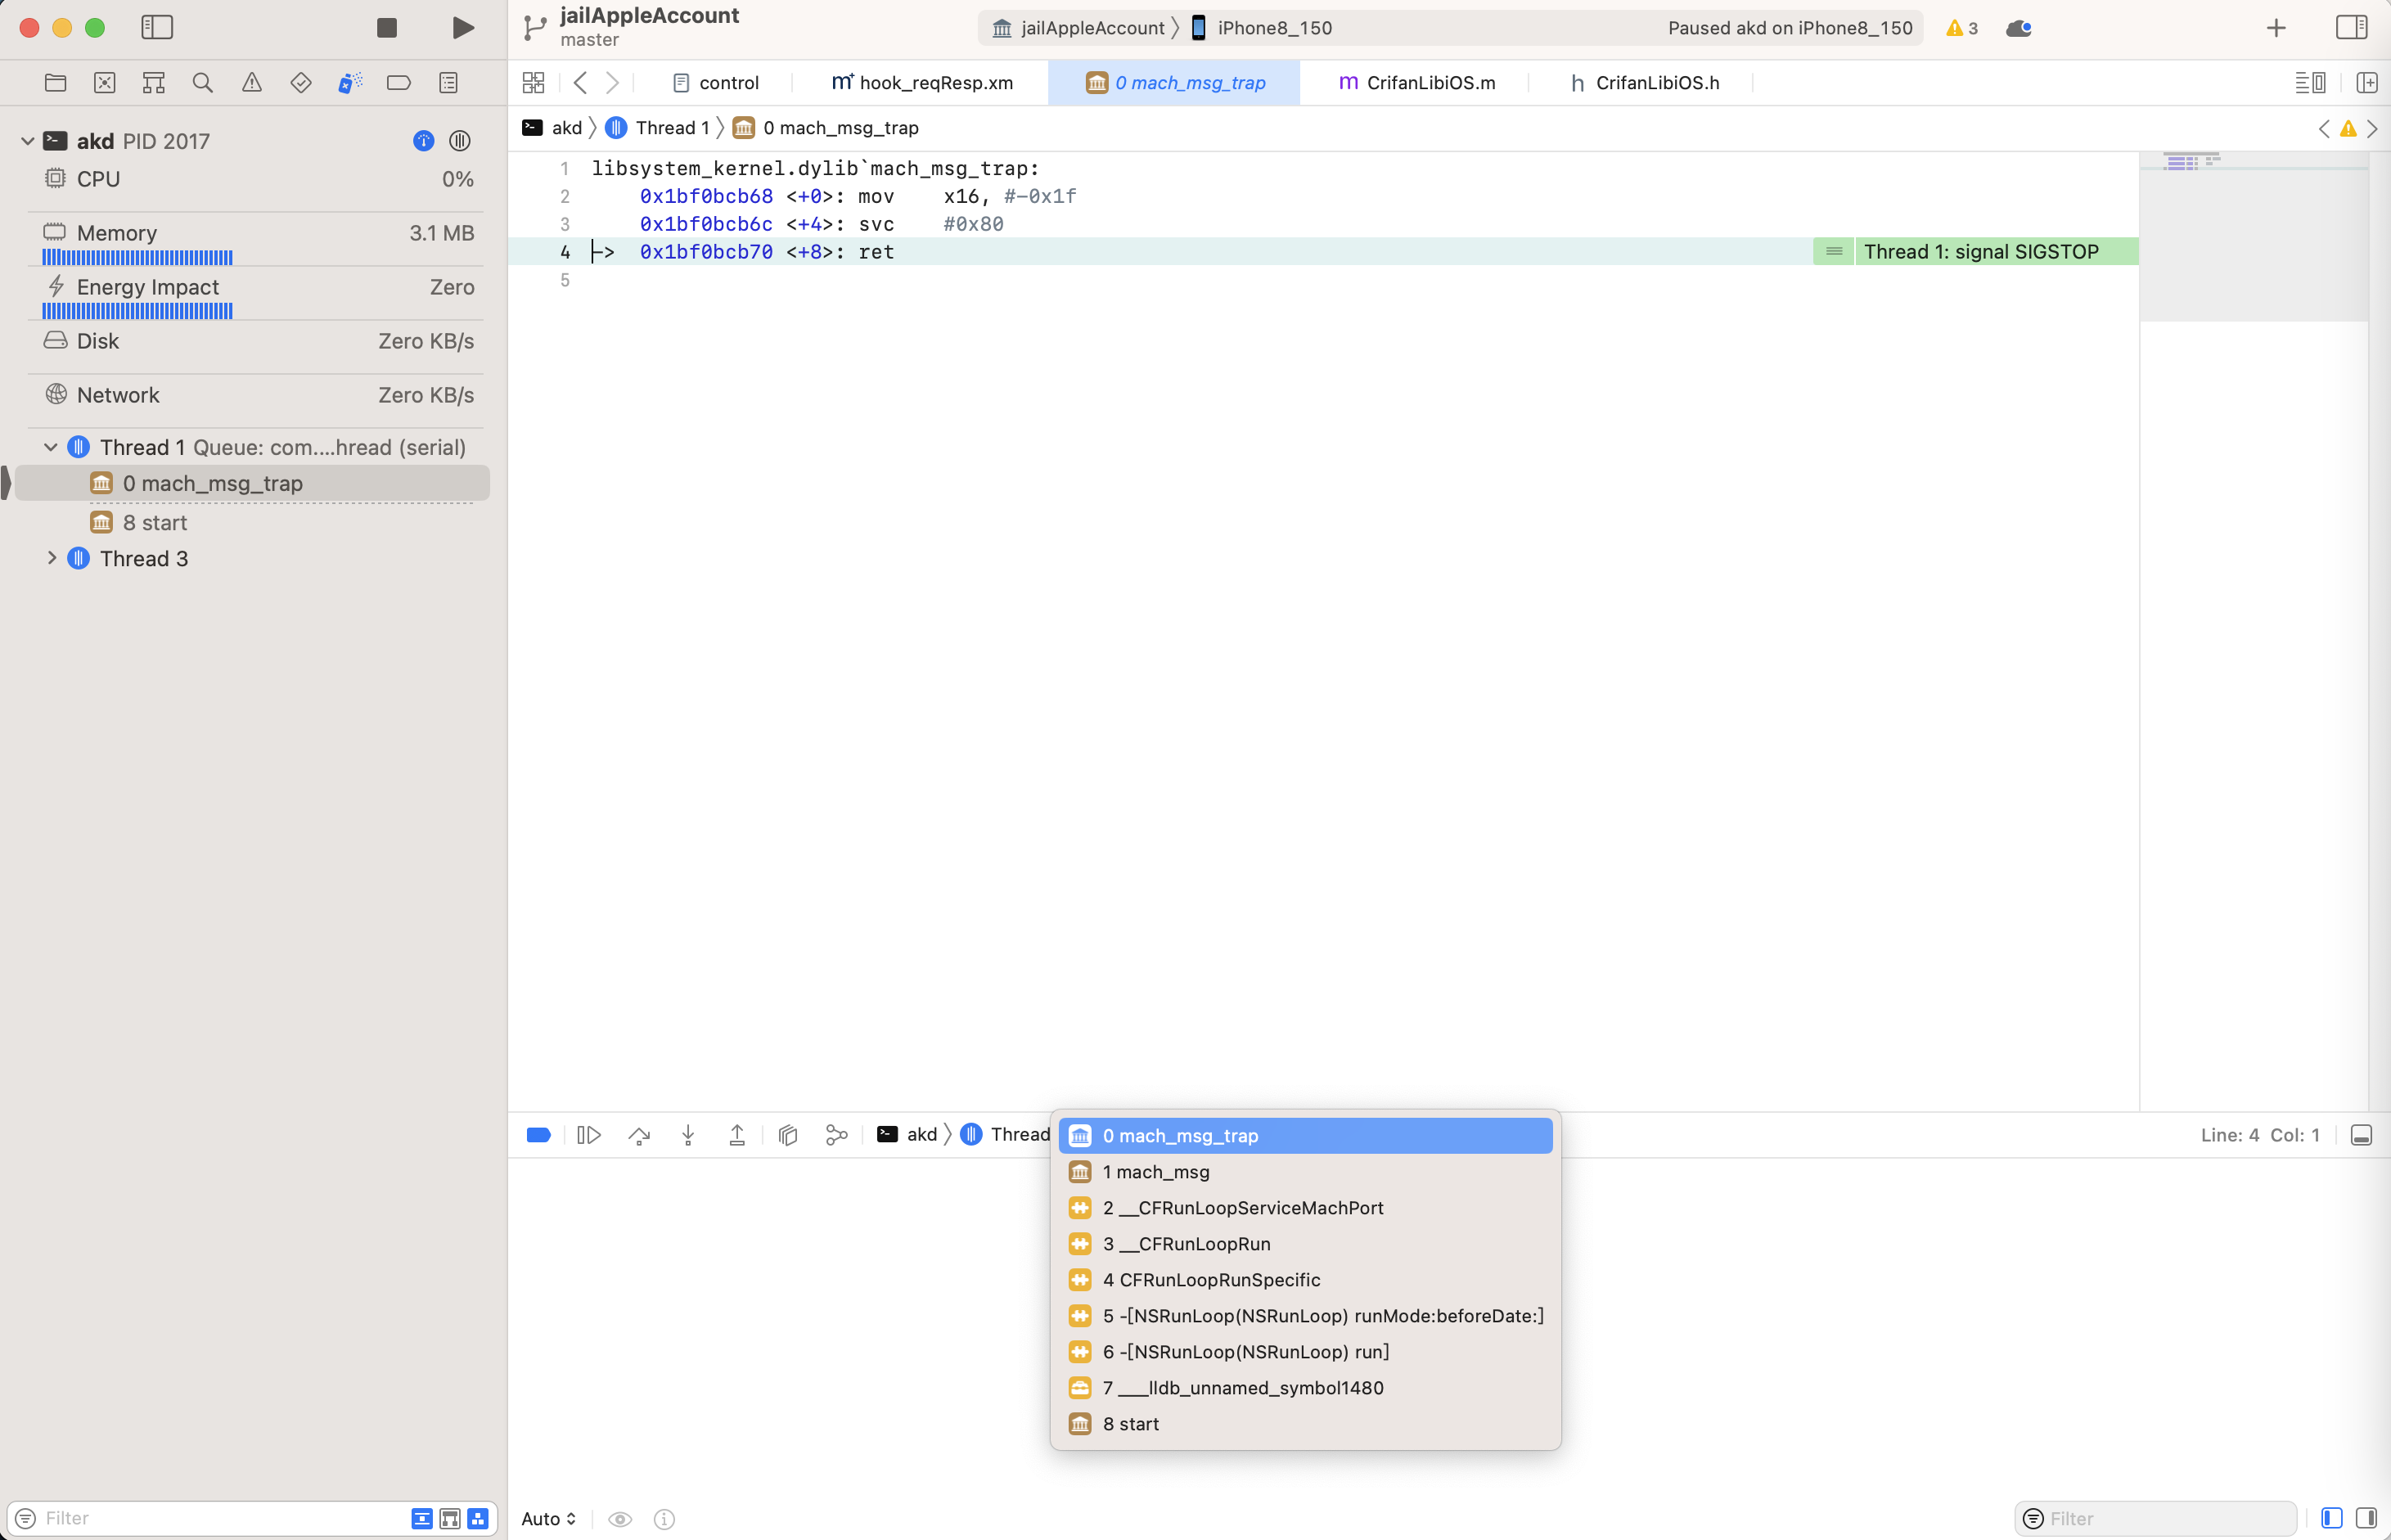 jailAppleAccount
master
jailAppleAccount iPhone8_150 Paused akd on iPhone8_150 3
control
hook_reqResp.xm
0 mach_msg_trap
m CrifanLibiOS.m
h CrifanLibiOS.h
akd PID 2017
CPU 0%
Memory 3.1 MB
Energy Impact Zero
Disk Zero KB/s
Network Zero KB/s
Thread 1 Queue: com....hread (serial)
0 mach_msg_trap
8 start
Thread 3
Filter
akd Thread 1 0 mach_msg_trap
1 libsystem_kernel.dylib`mach_msg_trap:
2 0x1bf0bcb68 <+0>: mov x16, #-0x1f
3 0x1bf0bcb6c <+4>: svc #0x80
4 -> 0x1bf0bcb70 <+8>: ret Thread 1: signal SIGSTOP
5
akd Thread Line: 4 Col: 1
0 mach_msg_trap
1 mach_msg
2 __CFRunLoopServiceMachPort
3 __CFRunLoopRun
4 CFRunLoopRunSpecific
5 -[NSRunLoop(NSRunLoop) runMode:beforeDate:]
6 -[NSRunLoop(NSRunLoop) run]
7 ___lldb_unnamed_symbol1480
8 start
Auto
Filter